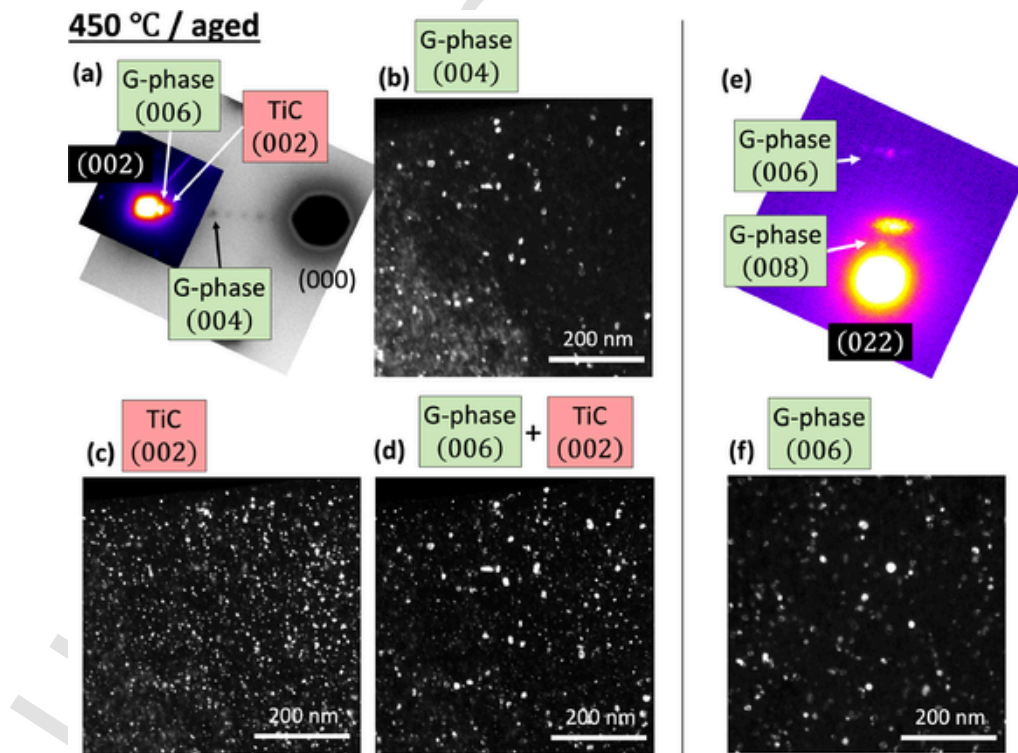 450 °C / aged
(a)
G-phase
(006)
TiC
(002)
(002)
G-phase
(004)
(000)
(b)
G-phase
(004)
200 nm
(c)
TiC
(002)
200 nm
(d)
G-phase
(006)
+
TiC
(002)
200 nm
(e)
G-phase
(006)
G-phase
(008)
(022)
(f)
G-phase
(006)
200 nm